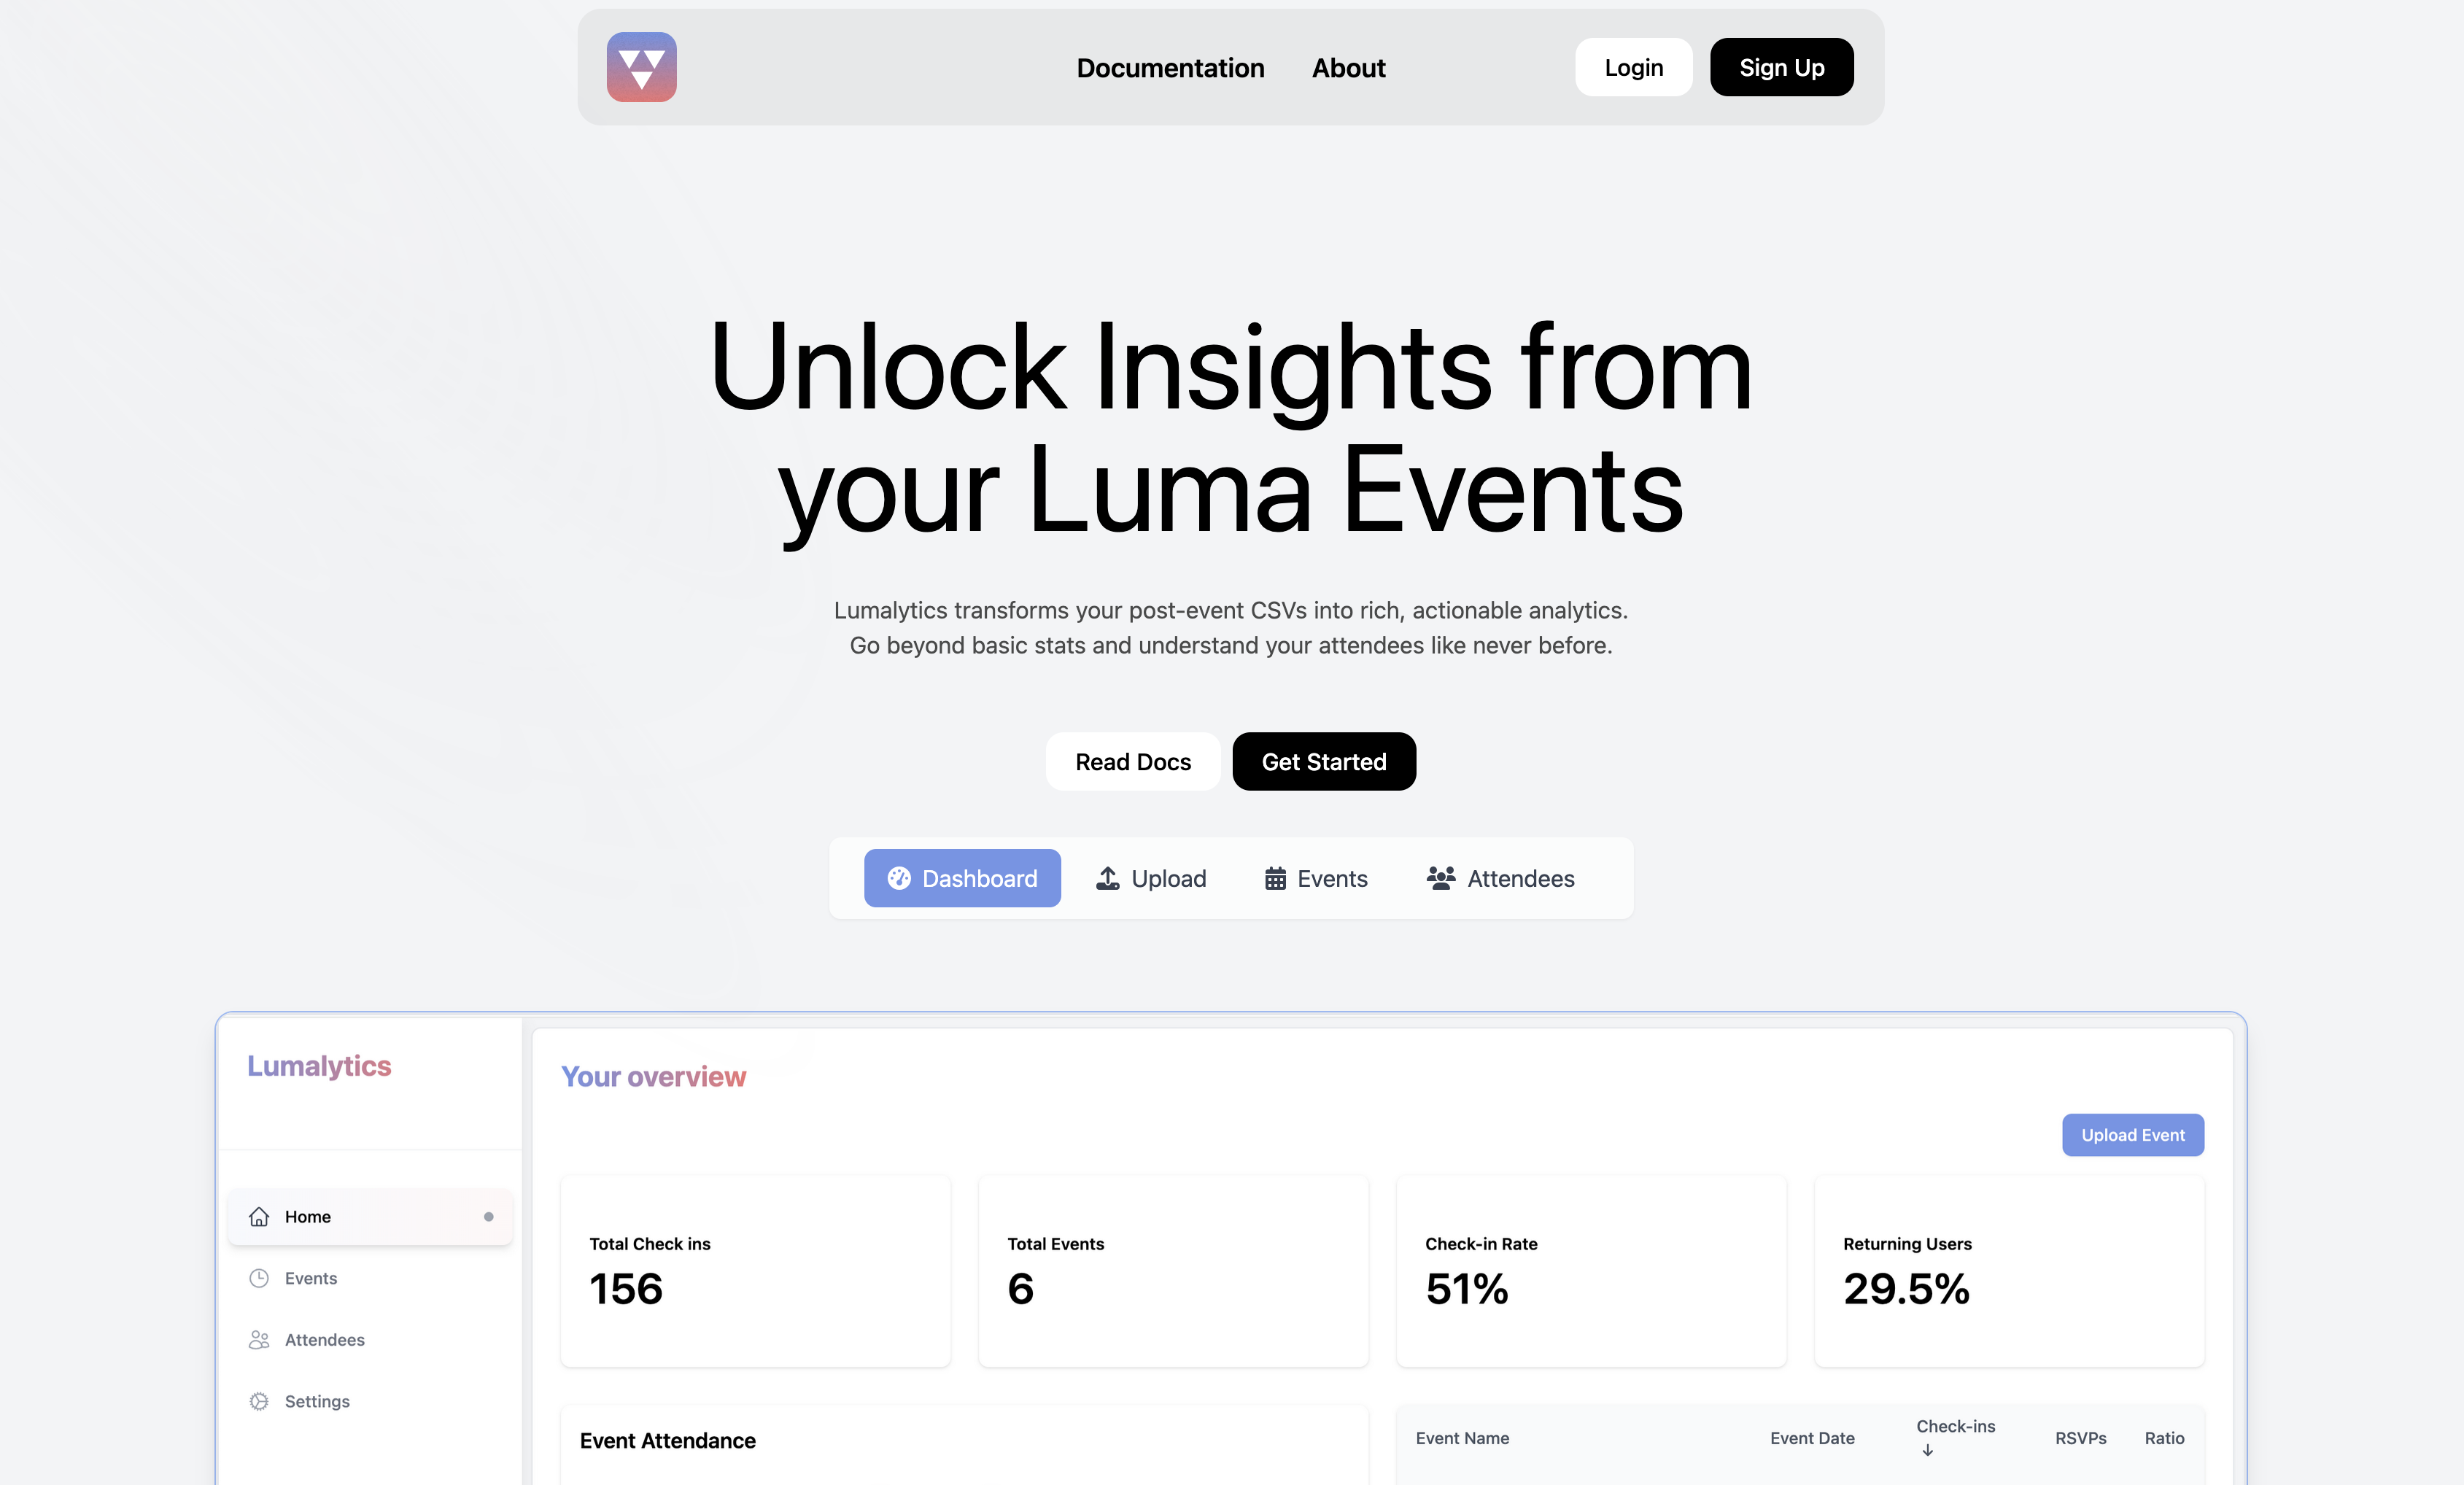 Documentation About Login Sign Up
Unlock Insights from
your Luma Events
Lumalytics transforms your post-event CSVs into rich, actionable analytics.
Go beyond basic stats and understand your attendees like never before.
Read Docs Get Started
Dashboard Upload Events Attendees
Lumalytics
Home
Events
Attendees
Settings
Your overview
Upload Event
Total Check ins
156
Total Events
6
Check-in Rate
51%
Returning Users
29.5%
Event Attendance
Event Name Event Date Check-ins ↓ RSVPs Ratio